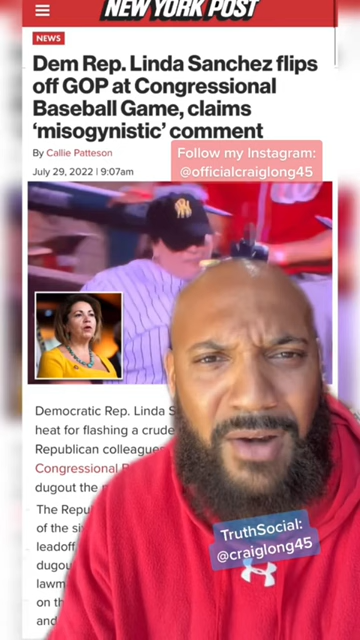 NEW YORK POST
NEWS
Dem Rep. Linda Sanchez flips
off GOP at Congressional
Baseball Game, claims
‘misogynistic’ comment
By Callie Patteson
July 29, 2022 | 9:07am
Follow my Instagram:
@officialcraiglong45
Democratic Rep. Linda S
heat for flashing a crude
Republican colleagues
Congressional
dugout the
The Repu
of the si
leadoff
dugou
lawm
on th
and
TruthSocial:
@craiglong45